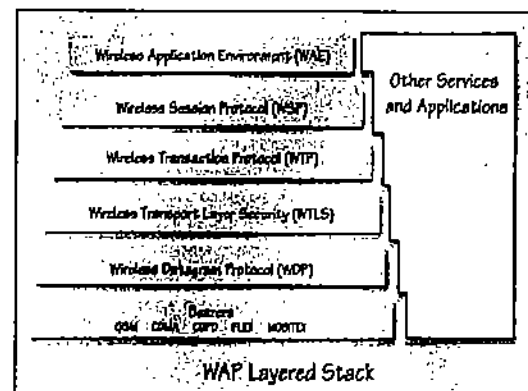 Wireless Application Environment (WAE)
Other Services
and Applications
Wireless Session Protocol (WSP)
Wireless Transaction Protocol (WTP)
Wireless Transport Layer Security (WTLS)
Wireless Datagram Protocol (WDP)
Bearers
GSM CDMA CDPD MOBITEX
WAP Layered Stack